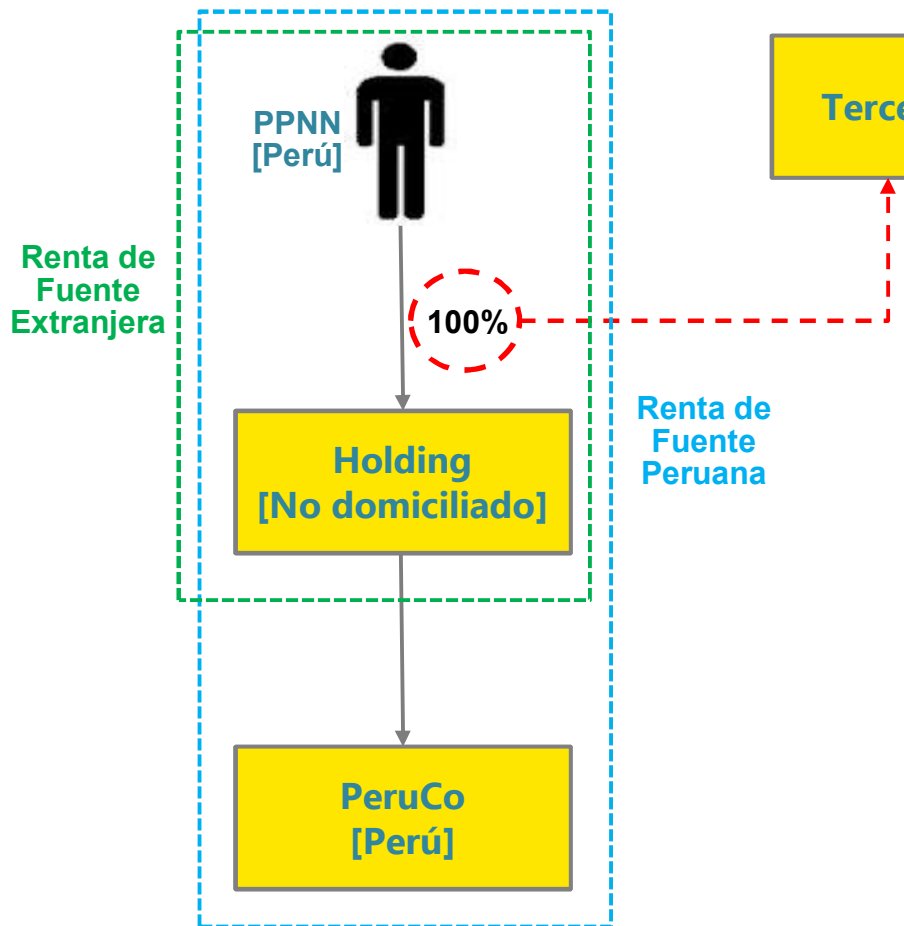 PPNN
[Perú]
Renta de
Fuente
Extranjera
100%
Renta de
Fuente
Peruana
Holding
[No domiciliado]
PeruCo
[Perú]